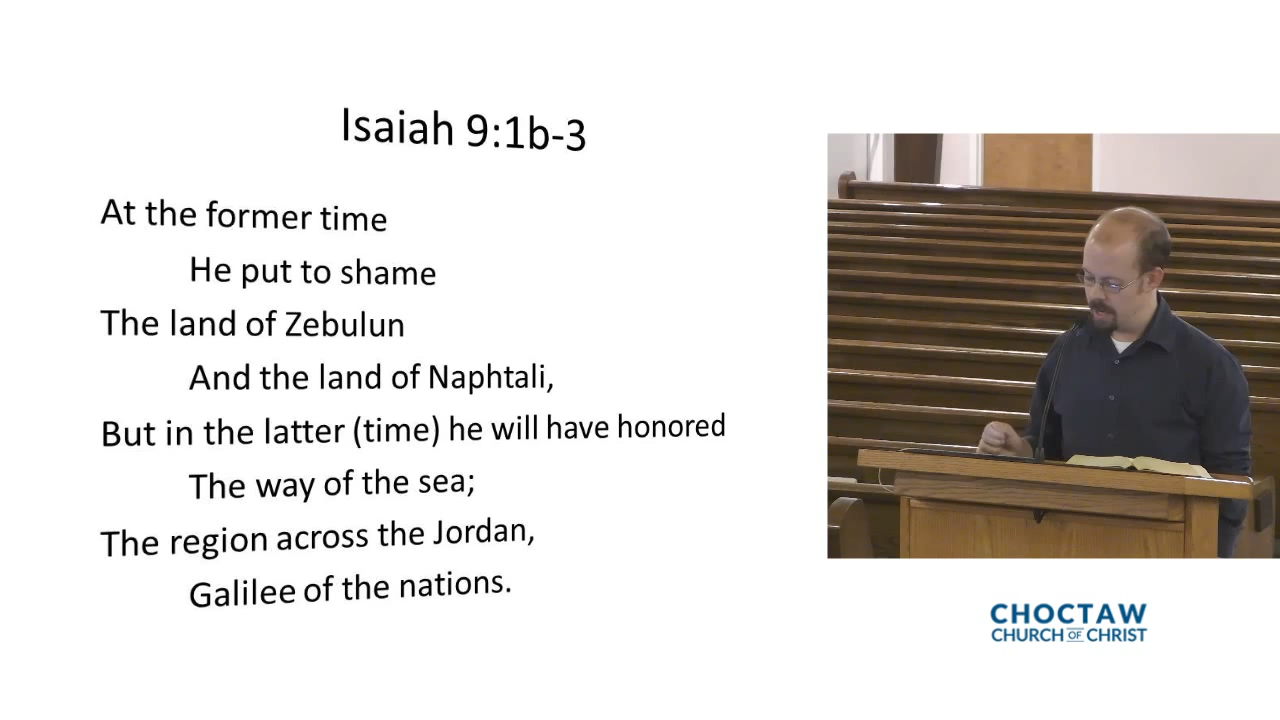 Isaiah 9:1b-3
At the former time
He put to shame
The land of Zebulun
And the land of Naphtali,
But in the latter (time) he will have honored
The way of the sea;
The region across the Jordan,
Galilee of the nations.
CHOCTAW
CHURCH OF CHRIST